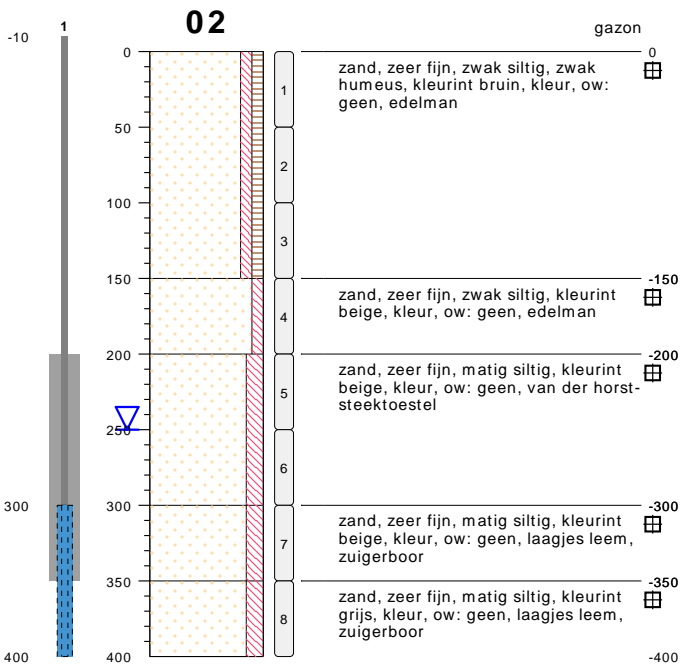 02
1
gazon
-10
0
0
zand, zeer fijn, zwak siltig, zwak
humeus, kleurint bruin, kleur, ow:
geen, edelman
1
50
2
100
3
150
-150
zand, zeer fijn, zwak siltig, kleurint
beige, kleur, ow: geen, edelman
4
200
-200
zand, zeer fijn, matig siltig, kleurint
beige, kleur, ow: geen, van der horst-
steektoestel
5
250
6
300
300
-300
zand, zeer fijn, matig siltig, kleurint
beige, kleur, ow: geen, laagjes leem,
zuigerboor
7
350
-350
zand, zeer fijn, matig siltig, kleurint
grijs, kleur, ow: geen, laagjes leem,
zuigerboor
8
400
400
-400